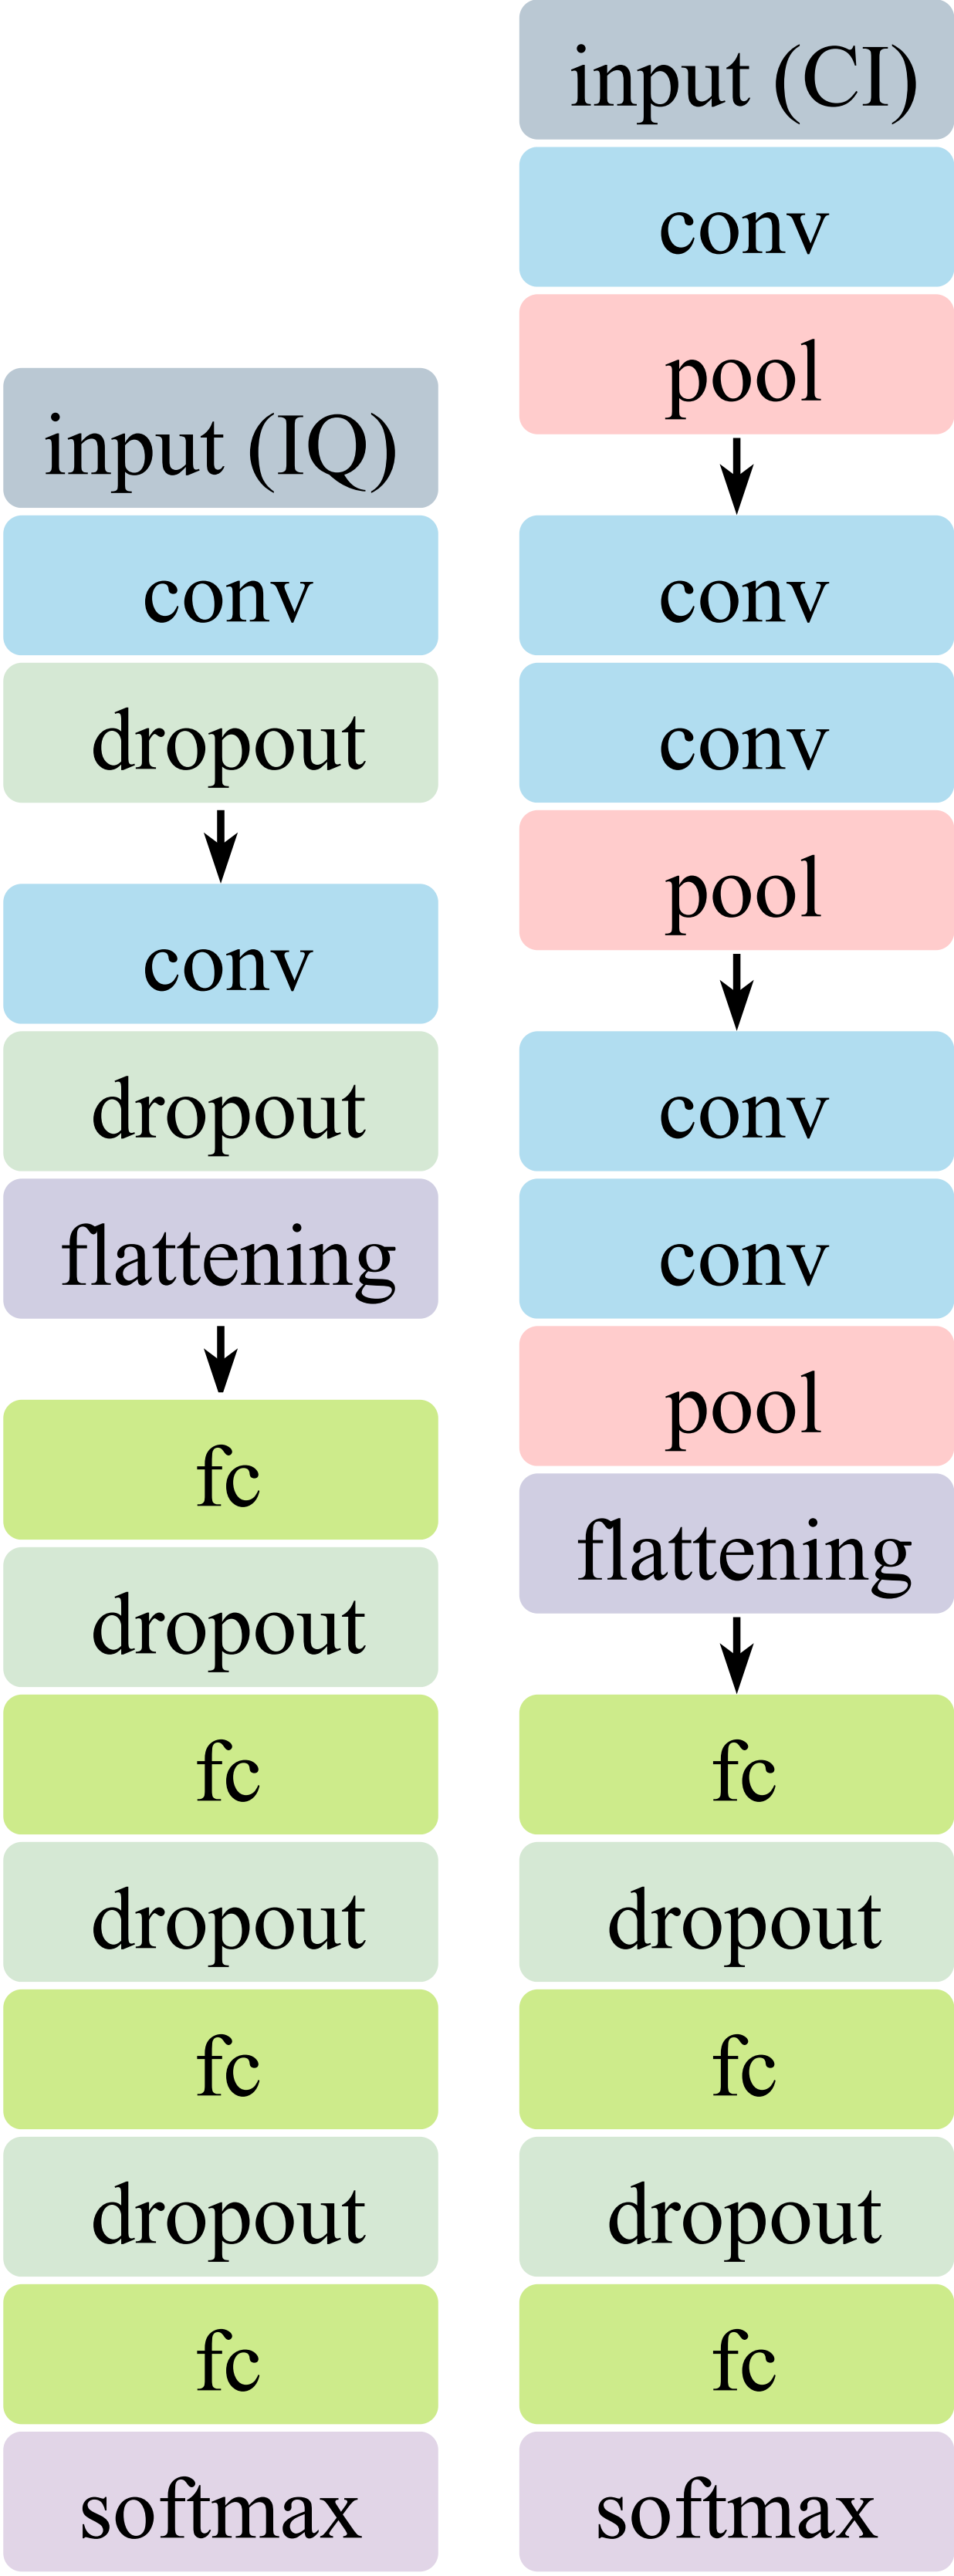 input (IQ)
conv
dropout
conv
dropout
flattening
fc
dropout
fc
dropout
fc
dropout
fc
softmax
input (CI)
conv
pool
conv
conv
pool
conv
conv
pool
flattening
fc
dropout
fc
dropout
fc
softmax